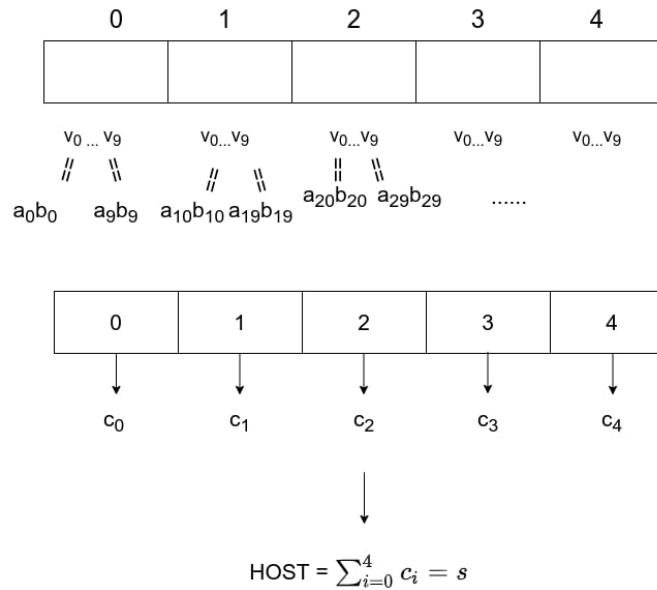 0 1 2 3 4
v₀ ... v₉ v₀...v₉ v₀...v₉ v₀...v₉ v₀...v₉
a₀b₀ a₉b₉ a₁₀b₁₀ a₁₉b₁₉ a₂₀b₂₀ a₂₉b₂₉ ......
0 1 2 3 4
c₀ c₁ c₂ c₃ c₄
HOST = ∑⁴ᵢ₌₀ cᵢ = s